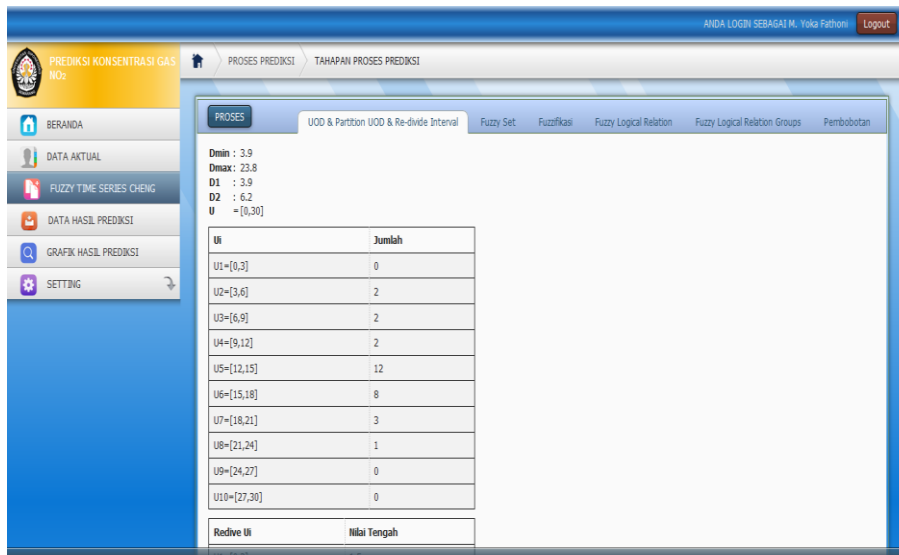 ANDA LOGIN SEBAGAI M. Yoka Fathoni Logout
PREDIKSI KONSENTRASI GAS
NO2
PROSES PREDIKSI TAHAPAN PROSES PREDIKSI
BERANDA
DATA AKTUAL
FUZZY TIME SERIES CHENG
DATA HASIL PREDIKSI
GRAFIK HASIL PREDIKSI
SETTING
PROSES UOD & Partition UOD & Re-divide Interval Fuzzy Set Fuzzifikasi Fuzzy Logical Relation Fuzzy Logical Relation Groups Pembobotan
Dmin : 3.9
Dmax : 23.8
D1 : 3.9
D2 : 6.2
U =[0,30]
Ui Jumlah
U1=[0,3] 0
U2=[3,6] 2
U3=[6,9] 2
U4=[9,12] 2
U5=[12,15] 12
U6=[15,18] 8
U7=[18,21] 3
U8=[21,24] 1
U9=[24,27] 0
U10=[27,30] 0
Redive Ui Nilai Tengah